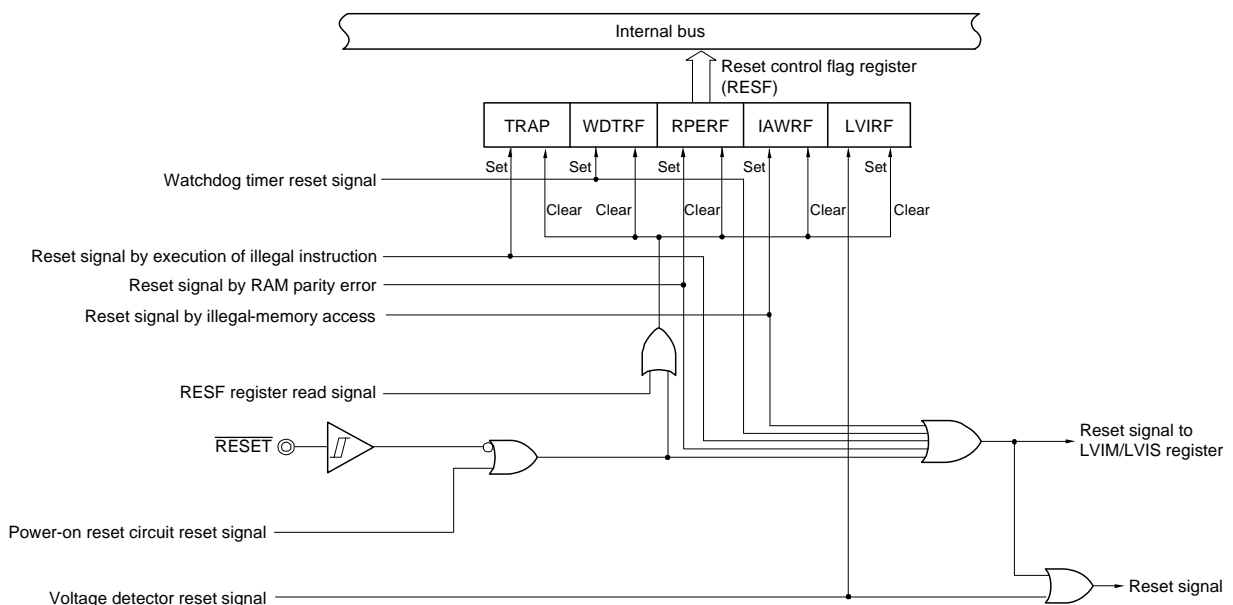 Internal bus
Reset control flag register
(RESF)
TRAP WDTRF RPERF IAWRF LVIRF
Set Set Set Set Set
Watchdog timer reset signal
Clear Clear Clear Clear Clear
Reset signal by execution of illegal instruction
Reset signal by RAM parity error
Reset signal by illegal-memory access
RESF register read signal
RESET
Reset signal to
LVIM/LVIS register
Power-on reset circuit reset signal
Reset signal
Voltage detector reset signal